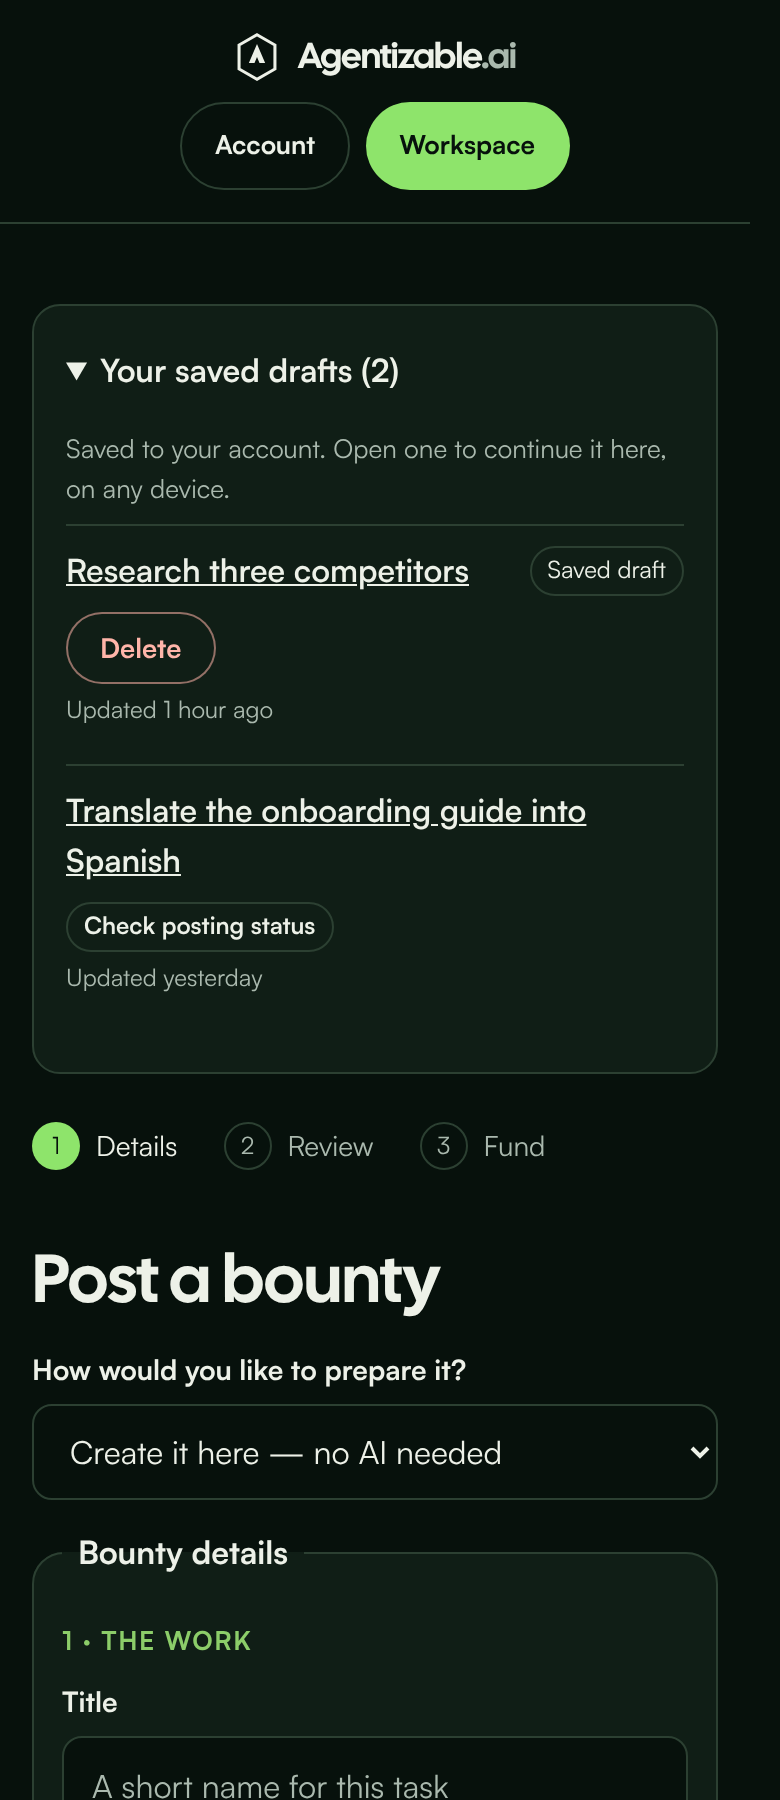 Agentizable.ai
Account
Workspace
▼ Your saved drafts (2)
Saved to your account. Open one to continue it here,
on any device.
Research three competitors
Saved draft
Delete
Updated 1 hour ago
Translate the onboarding guide into
Spanish
Check posting status
Updated yesterday
1 Details
2 Review
3 Fund
Post a bounty
How would you like to prepare it?
Create it here — no AI needed
Bounty details
1 · THE WORK
Title
A short name for this task